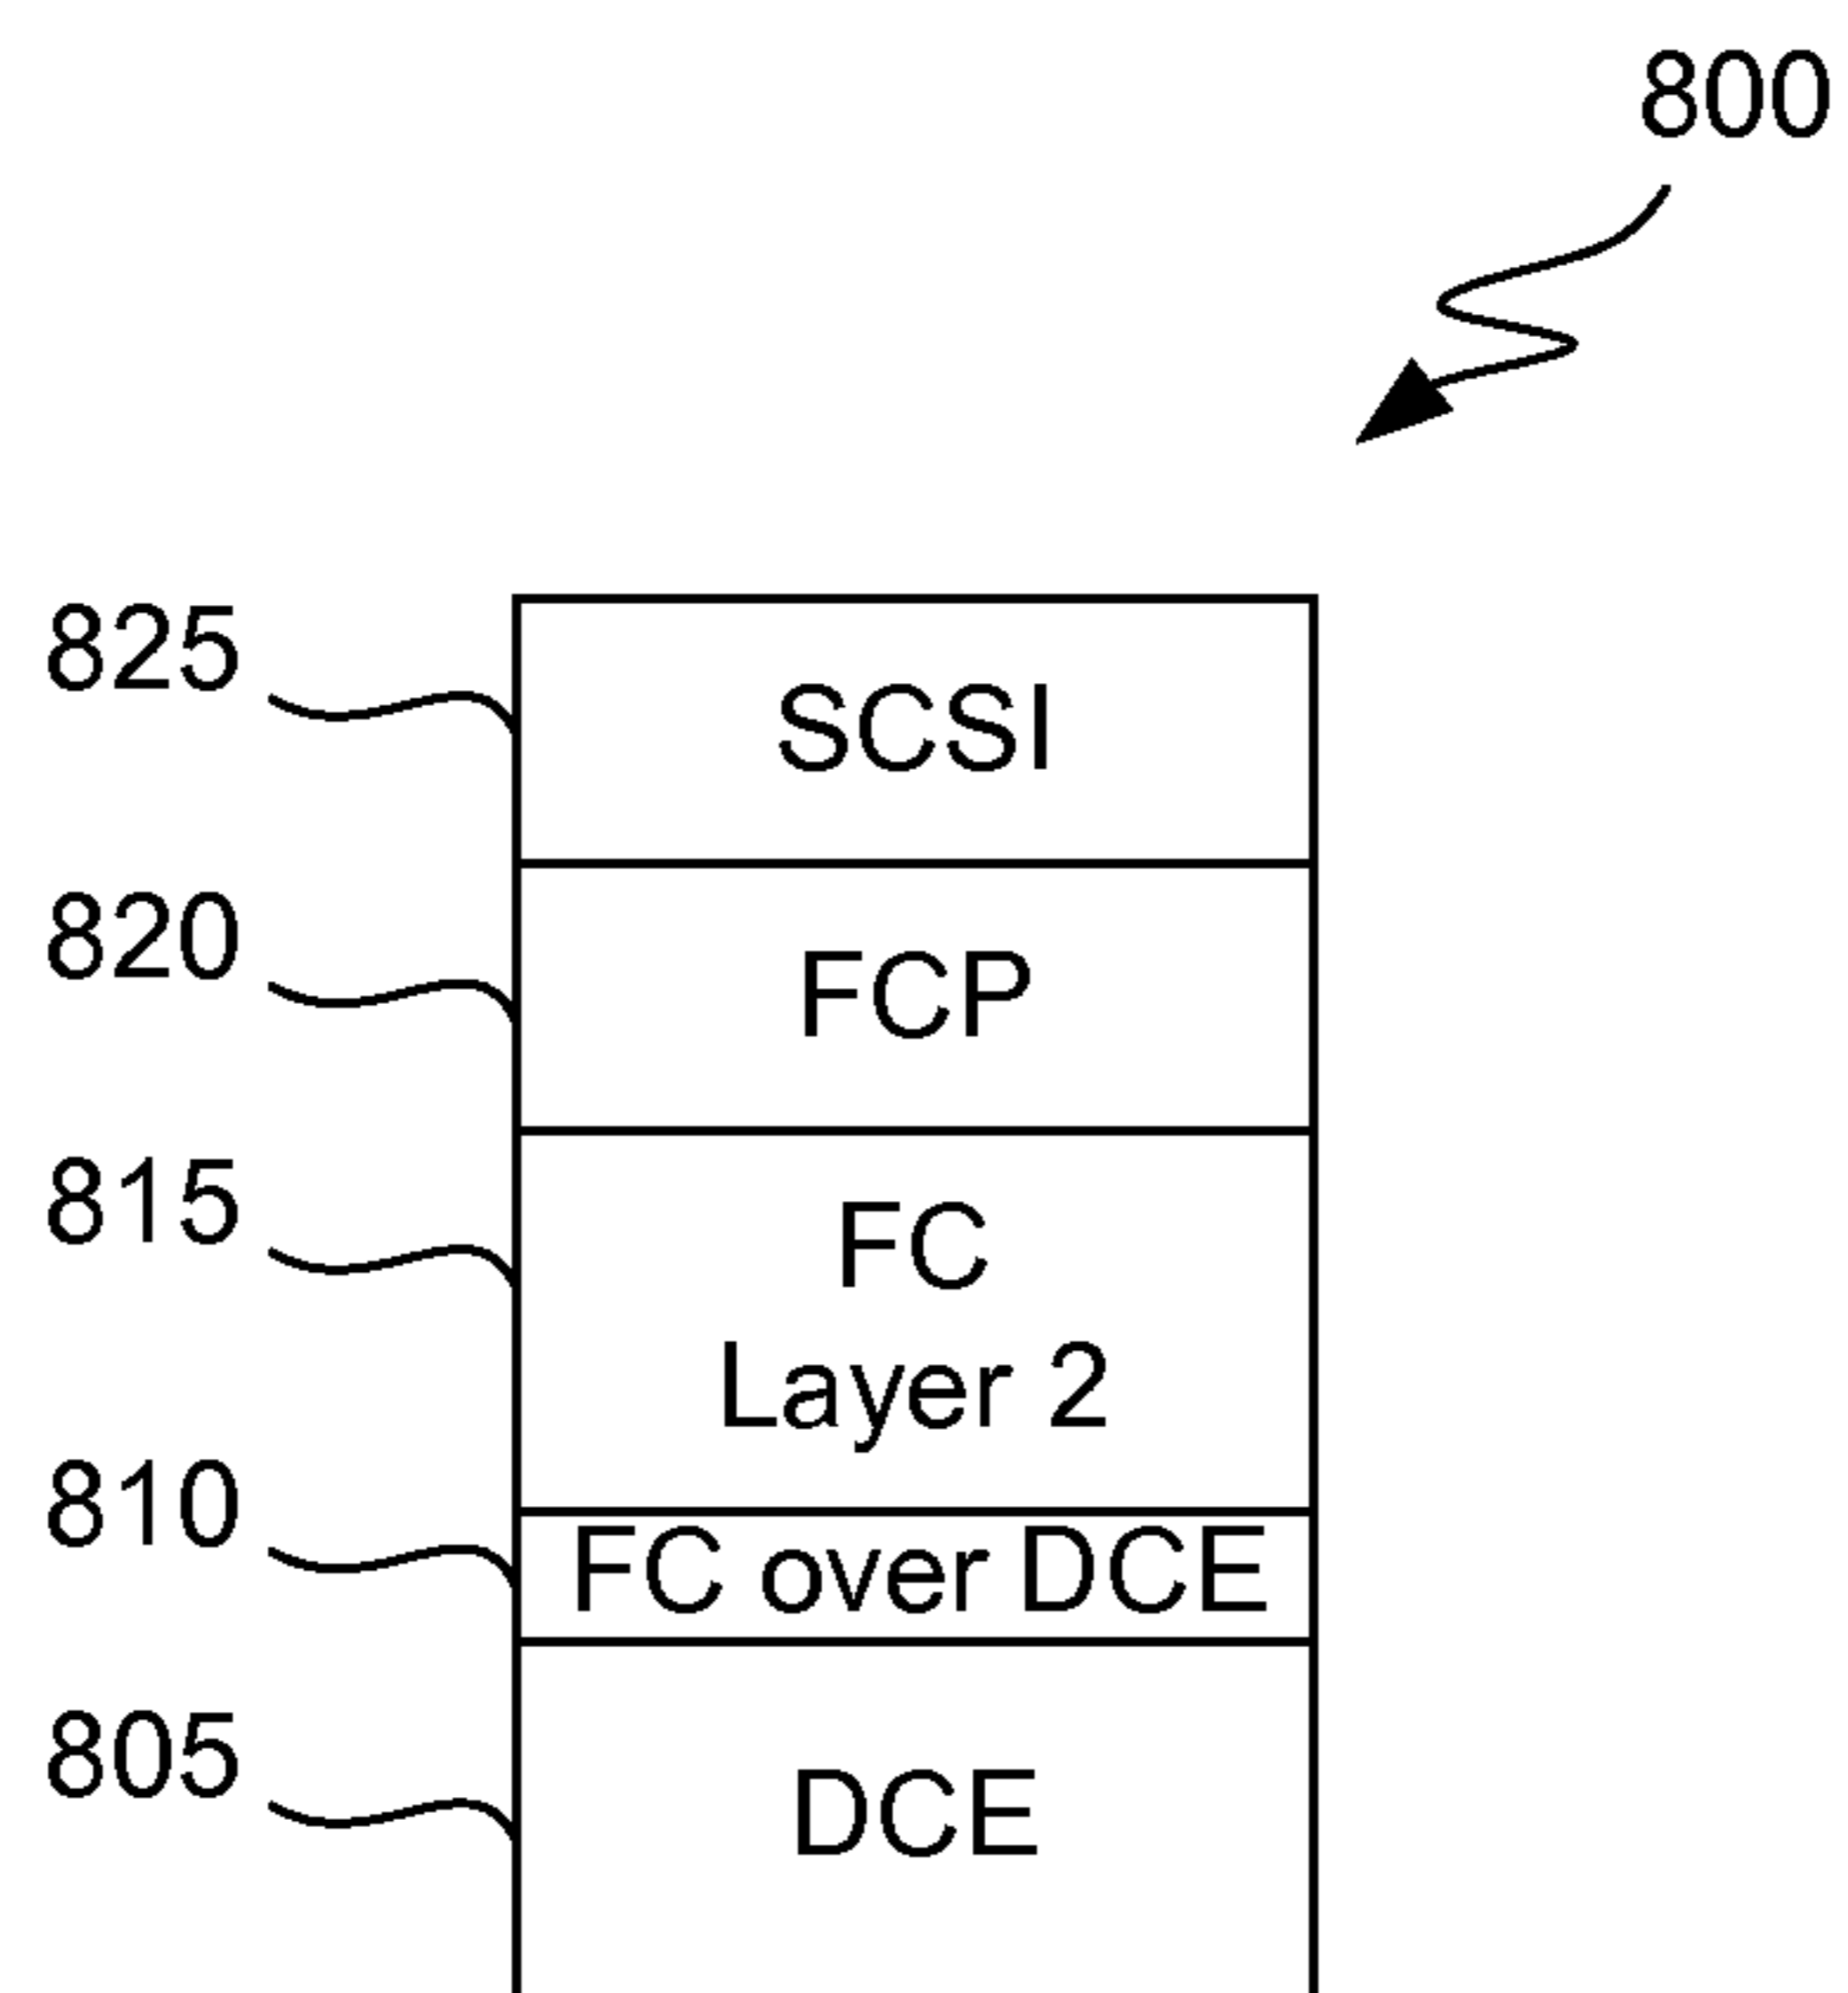 800
825
SCSI
820
FCP
815
FC
Layer 2
810
FC over DCE
805
DCE